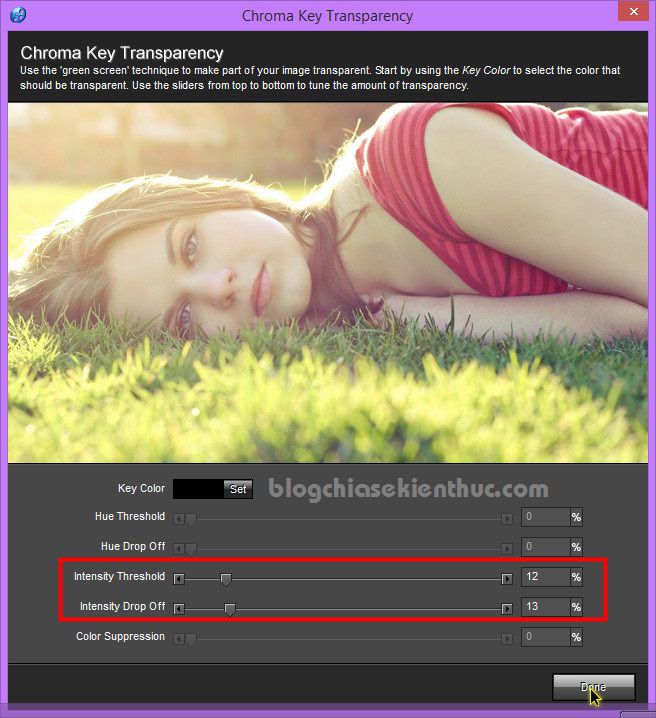 Chroma Key Transparency
Chroma Key Transparency
Use the 'green screen' technique to make part of your image transparent. Start by using the Key Color to select the color that
should be transparent. Use the sliders from top to bottom to tune the amount of transparency.
Key Color Set blogchiasekienthuc.com
Hue Threshold 0 %
Hue Drop Off 0 %
Intensity Threshold 12 %
Intensity Drop Off 13 %
Color Suppression 0 %
Done